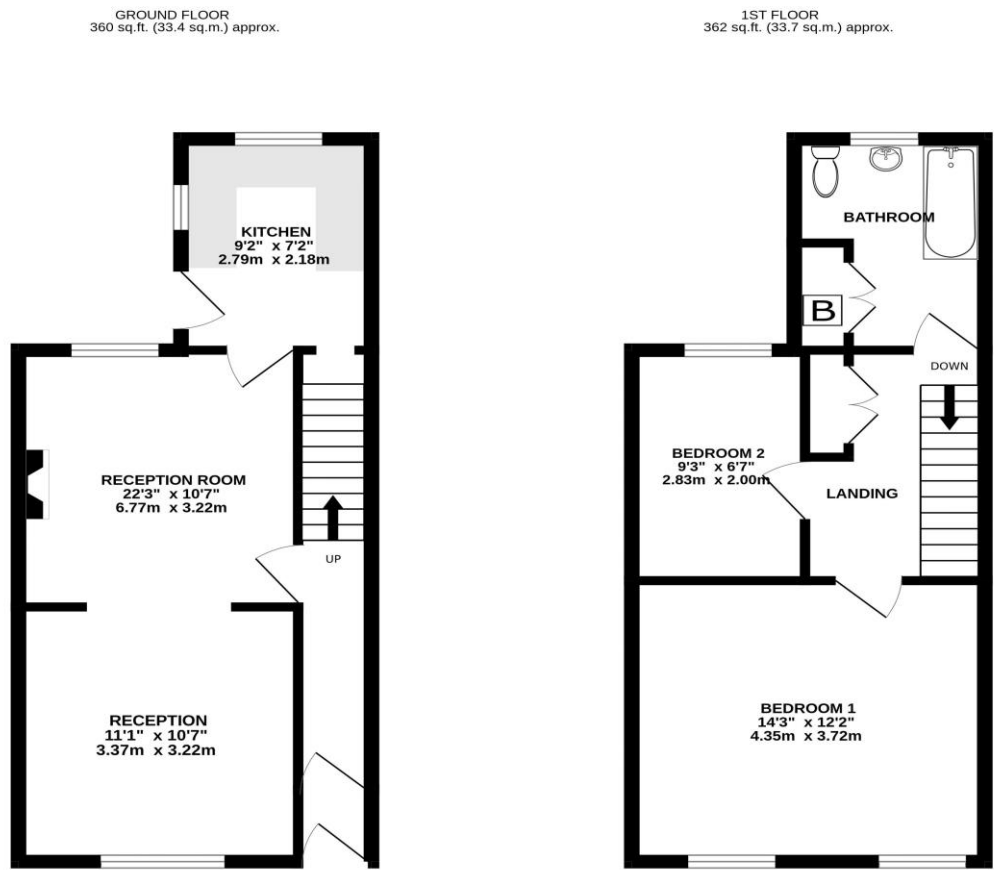 GROUND FLOOR
360 sq.ft. (33.4 sq.m.) approx.
KITCHEN
9'2" x 7'2"
2.79m x 2.18m
RECEPTION ROOM
22'3" x 10'7"
6.77m x 3.22m
UP
RECEPTION
11'1" x 10'7"
3.37m x 3.22m
1ST FLOOR
362 sq.ft. (33.7 sq.m.) approx.
BATHROOM
B
DOWN
BEDROOM 2
9'3" x 6'7"
2.83m x 2.00m
LANDING
BEDROOM 1
14'3" x 12'2"
4.35m x 3.72m